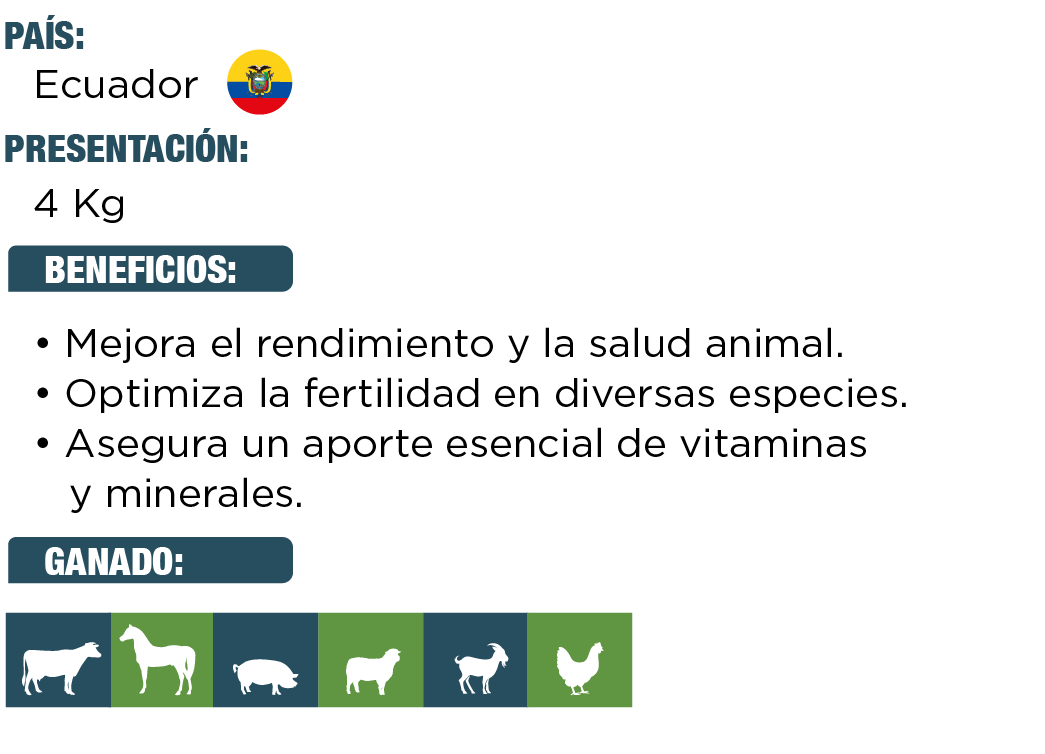 PAÍS:
Ecuador
PRESENTACIÓN:
4 Kg
BENEFICIOS:
• Mejora el rendimiento y la salud animal.
• Optimiza la fertilidad en diversas especies.
• Asegura un aporte esencial de vitaminas
y minerales.
GANADO: